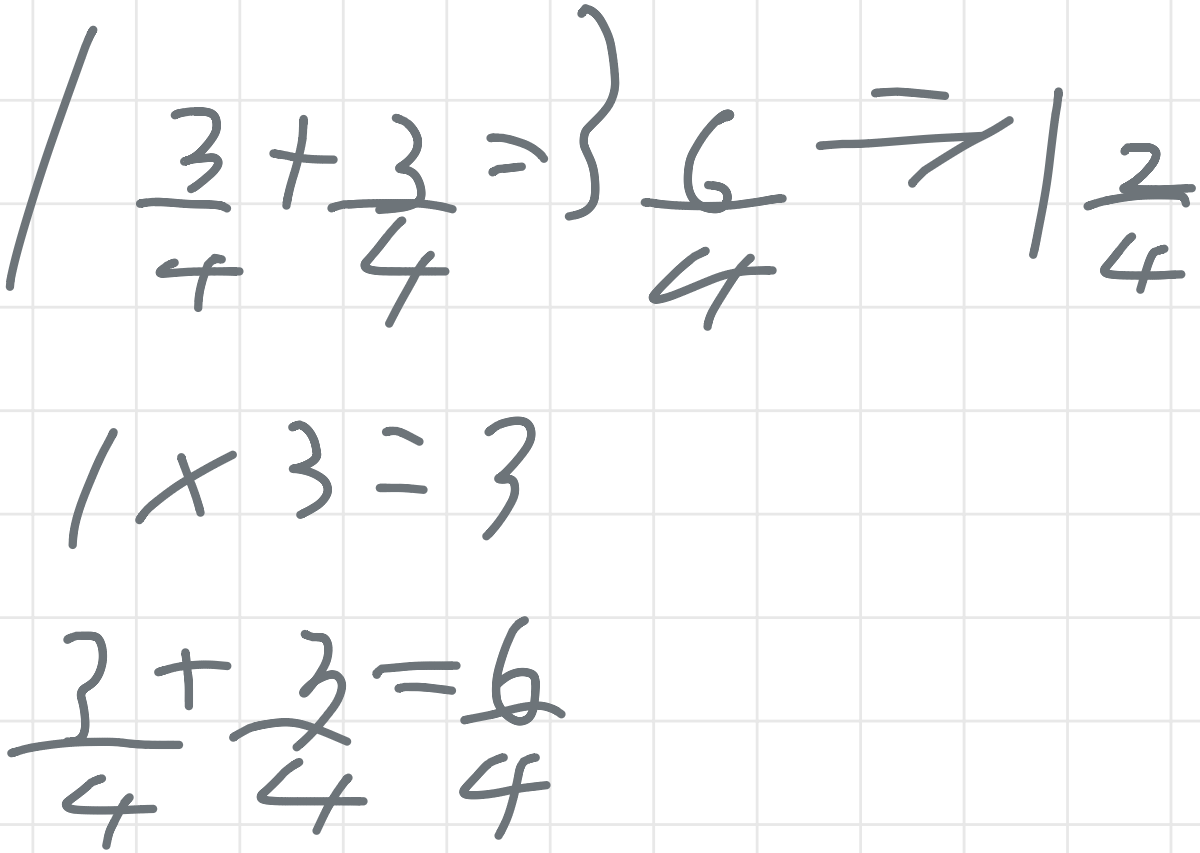 1 3/4 + 3/4 = 3 6/4 => 1 2/4
1 x 3 = 3
3/4 + 3/4 = 6/4